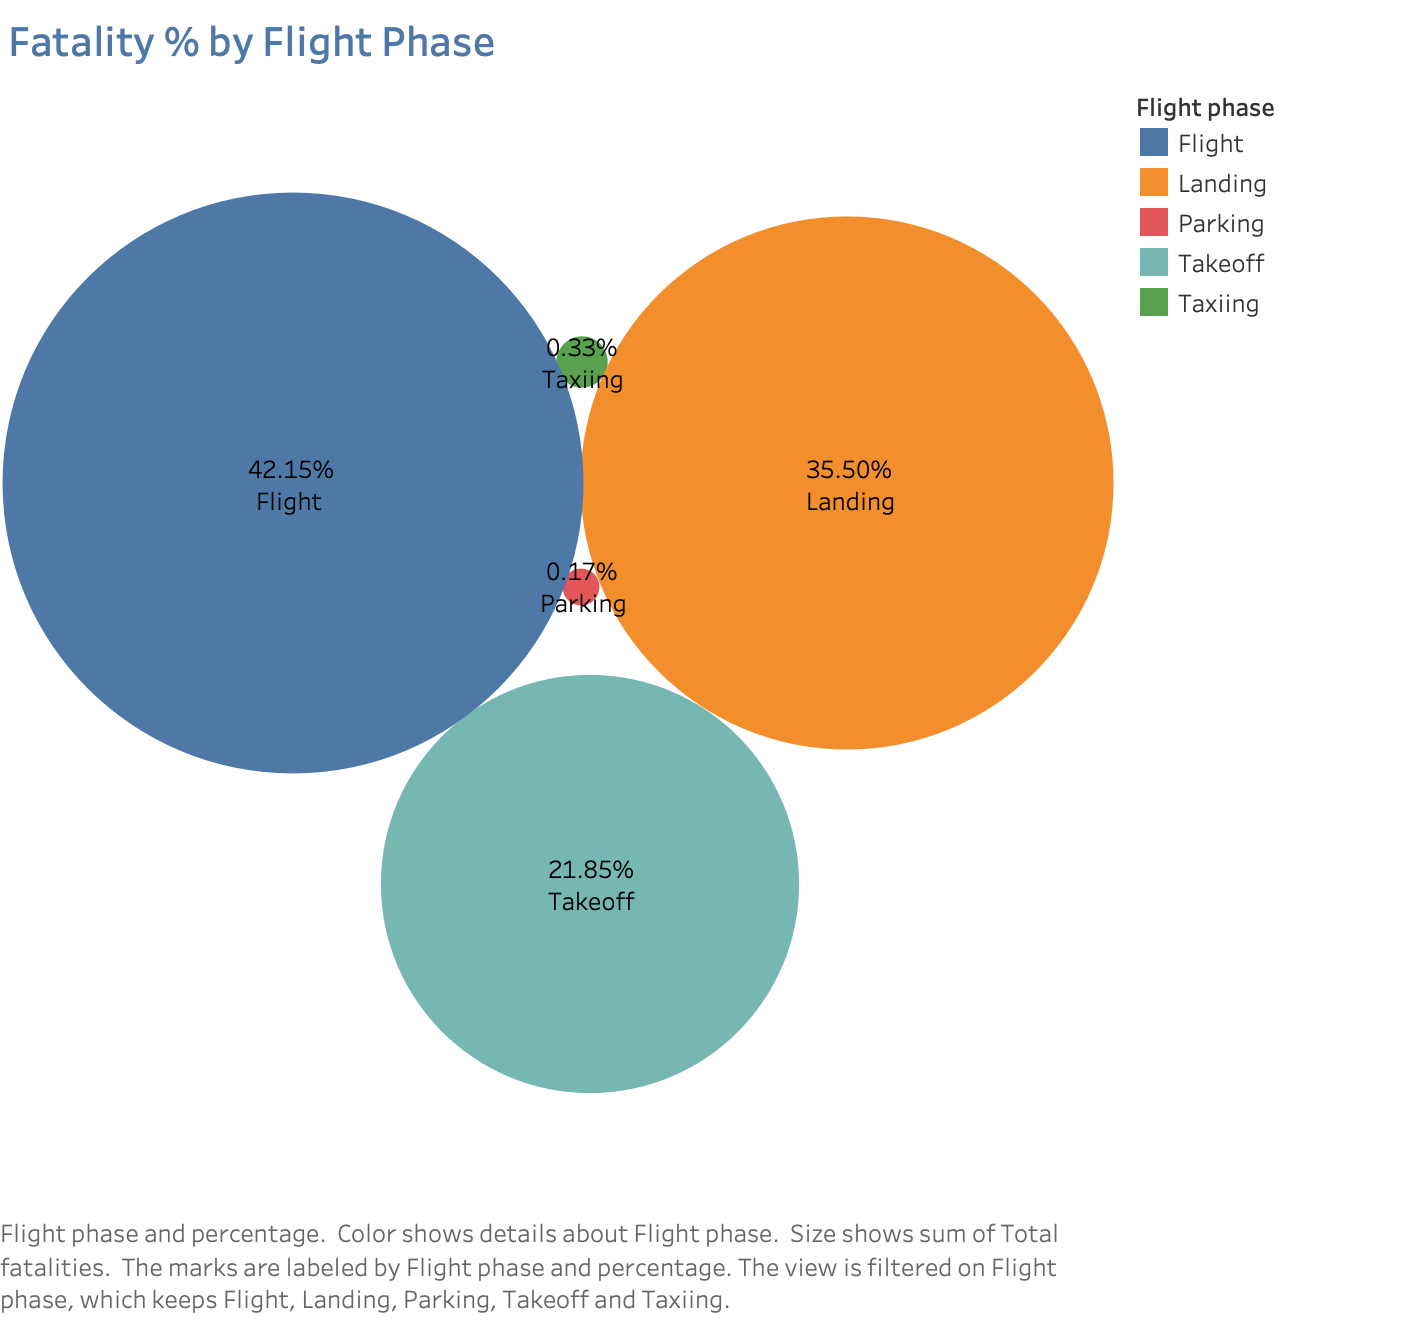 Fatality % by Flight Phase
Flight phase
Flight
Landing
Parking
Takeoff
Taxiing
0.33%
Taxiing
42.15%
Flight
35.50%
Landing
0.17%
Parking
21.85%
Takeoff
Flight phase and percentage.  Color shows details about Flight phase.  Size shows sum of Total
fatalities.  The marks are labeled by Flight phase and percentage. The view is filtered on Flight
phase, which keeps Flight, Landing, Parking, Takeoff and Taxiing.